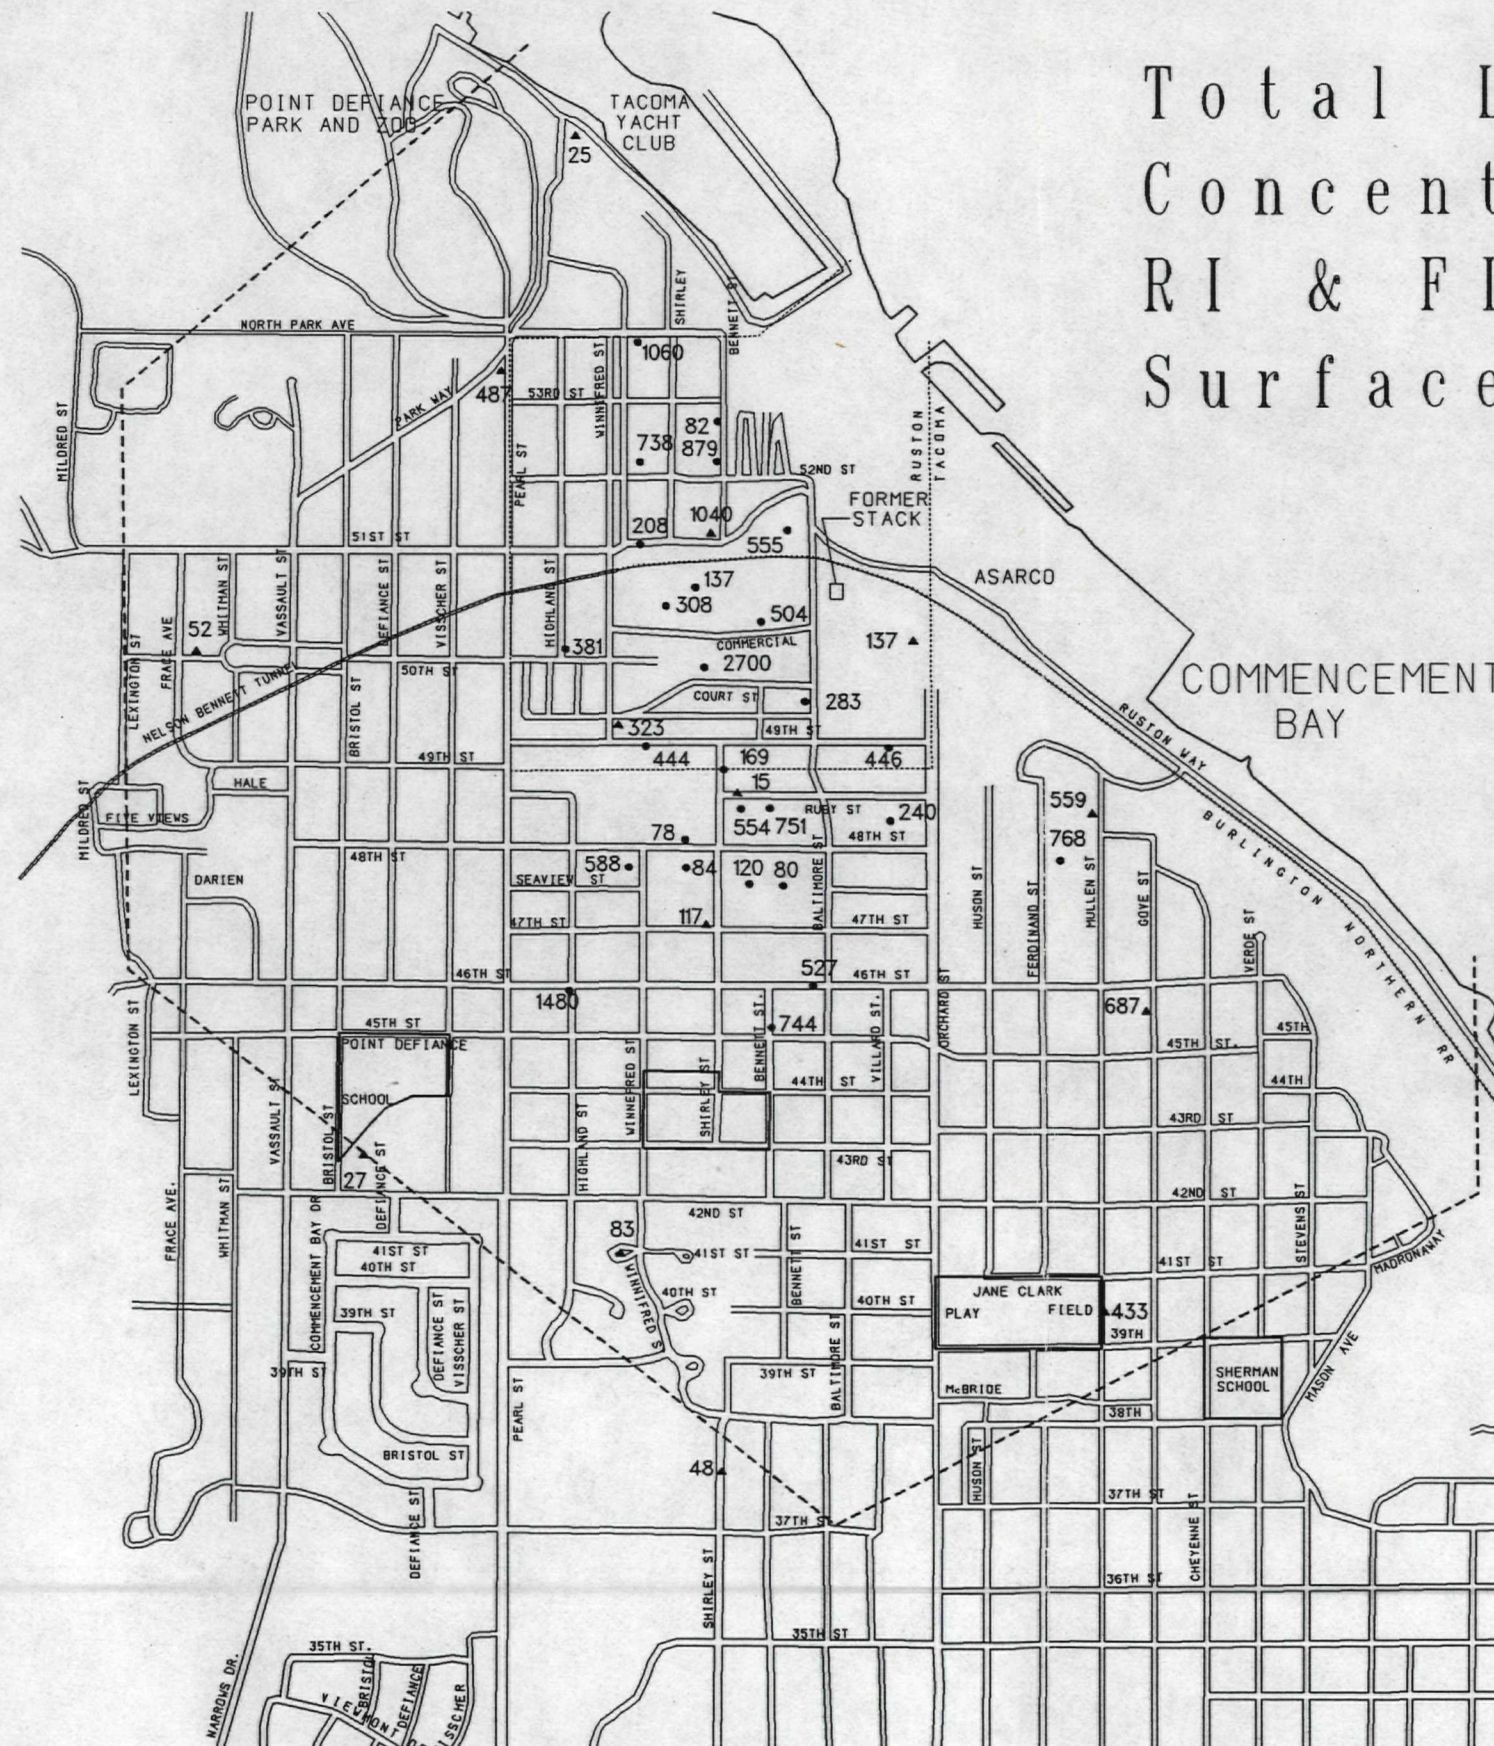 Total L
Concent
RI & FI
Surface
POINT DEFIANCE
PARK AND ZOO
TACOMA
YACHT
CLUB
25
SHIRLEY
BENNETT ST
NORTH PARK AVE
1060
487
53RD ST
WINNIFRED ST
PARK WAY
MILDRED ST
82
738
879
RUSTON
TACOMA
PEARL ST
52ND ST
FORMER
STACK
1040
208
555
51ST ST
ASARCO
137
308
504
WHITMAN ST
VASSAULT ST
DEFIANCE ST
VISSCHER ST
HIGHLAND ST
52
LEXINGTON ST
FRACE AVE
381
COMMERCIAL
137
2700
50TH ST
COMMENCEMENT
BAY
NELSON BENNETT TUNNEL
BRISTOL ST
COURT ST
283
323
49TH ST
RUSTON WAY
444
169
446
49TH ST
HALE
15
MILDRED ST
FIVE VIEWS
554
751
RUBY ST
240
559
BURLINGTON NORTHERN RR
78
48TH ST
768
48TH ST
588
84
120
80
BALTIMORE ST
DARIEN
SEAVIEW ST
HUSON ST
FERDINAND ST
MULLEN ST
GOVE ST
47TH ST
117
47TH ST
VERDE ST
46TH ST
527
46TH ST
1480
687
744
BENNETT ST.
VILLARD ST.
ORCHARD ST
LEXINGTON ST
45TH ST
45TH
45TH ST.
POINT DEFIANCE
SCHOOL
WINNEFRED ST
SHIRLEY ST
44TH ST
44TH
VASSAULT ST
BRISTOL ST
HIGHLAND ST
43RD ST
43RD ST
27
DEFIANCE ST
42ND ST
42ND ST
FRACE AVE.
WHITMAN ST
COMMENCEMENT BAY DR
83
STEVENS ST
41ST ST
41ST ST
41ST ST
41ST ST
40TH ST
BENNETT ST
MADRONAWAY
WINNIFRED S
40TH ST
40TH ST
JANE CLARK
PLAY FIELD
433
39TH ST
DEFIANCE ST
VISSCHER ST
39TH
39TH ST
39TH ST
BALTIMORE ST
McBRIDE
SHERMAN
SCHOOL
MASON AVE
38TH
PEARL ST
BRISTOL ST
48
HUSON ST
37TH ST
37TH ST
CHEYENNE ST
DEFIANCE ST
SHIRLEY ST
36TH ST
35TH ST
35TH ST.
NARROWS DR.
BRISTOL
DEFIANCE
VIEWMONT